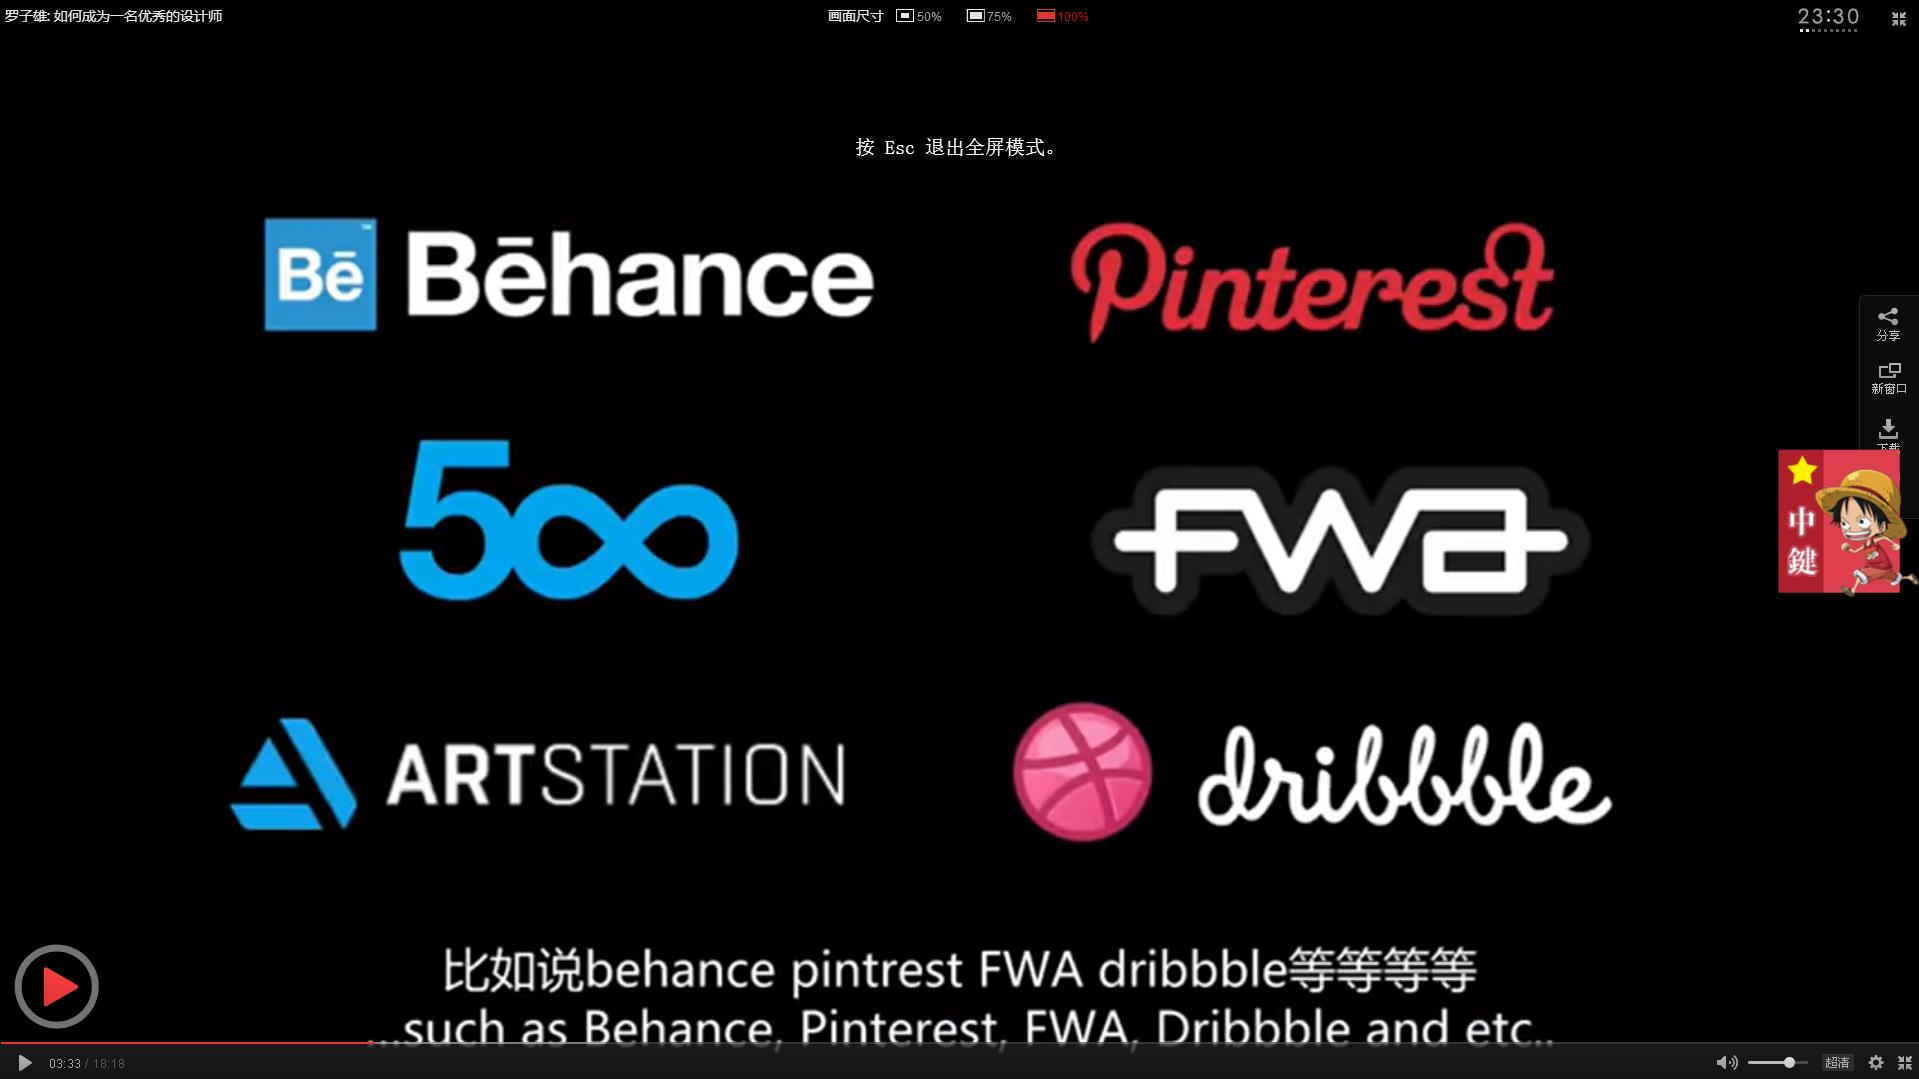 罗子雄: 如何成为一名优秀的设计师
画面尺寸 50% 75% 100%
23:30
按 Esc 退出全屏模式。
Bē™ Bēhance
Pinterest
500
FWA
ARTSTATION
dribbble
分享
新窗口
下载
中
鍵
比如说behance pintrest FWA dribbble等等等等
...such as Behance, Pinterest, FWA, Dribbble and etc..
03:33 / 18:18
超清